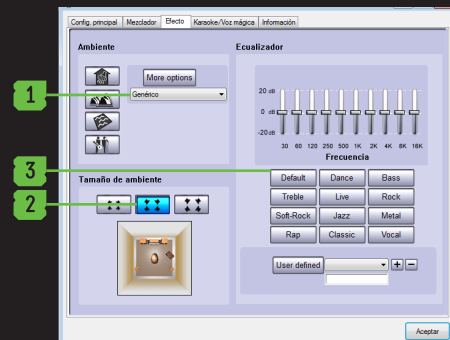 Config. principal Mezclador Efecto Karaoke/Voz mágica Información
Ambiente
More options
Genérico
1
Tamaño de ambiente
2
Ecualizador
20 dB
0 dB
-20 dB
30 60 120 250 500 1K 2K 4K 8K 16K
Frecuencia
3
Default Dance Bass
Treble Live Rock
Soft-Rock Jazz Metal
Rap Classic Vocal
User defined
Aceptar